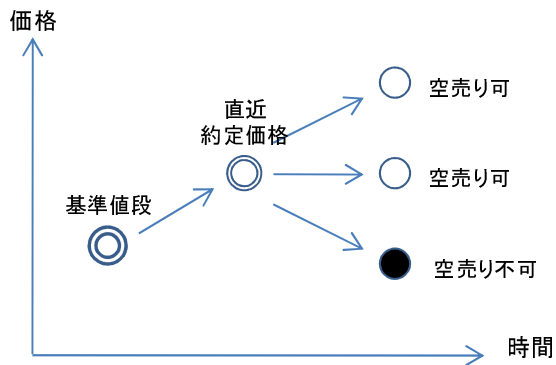 価格
直近
約定価格
基準値段
空売り可
空売り可
空売り不可
時間